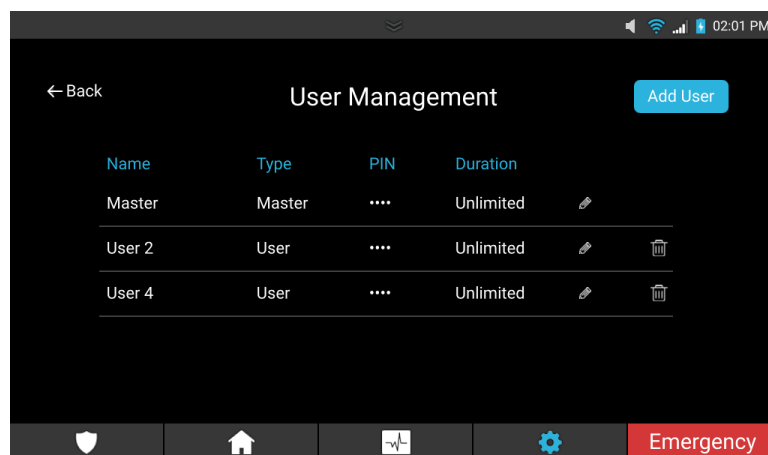 02:01 PM
Back
User Management
Add User
Name Type PIN Duration
Master Master •••• Unlimited
User 2 User •••• Unlimited
User 4 User •••• Unlimited
Emergency